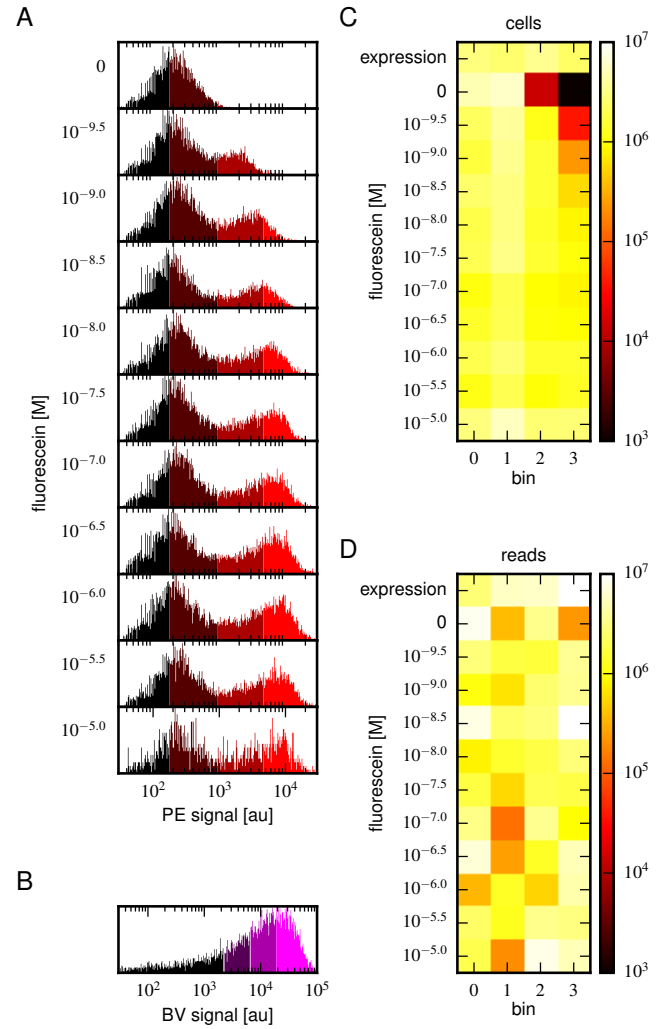 A
0
10^−9.5
10^−9.0
10^−8.5
10^−8.0
10^−7.5
10^−7.0
10^−6.5
10^−6.0
10^−5.5
10^−5.0
fluorescein [M]
10^2 10^3 10^4
PE signal [au]
B
10^2 10^3 10^4 10^5
BV signal [au]
C
cells
expression
0
10^−9.5
10^−9.0
10^−8.5
10^−8.0
10^−7.5
10^−7.0
10^−6.5
10^−6.0
10^−5.5
10^−5.0
fluorescein [M]
0 1 2 3
bin
10^7
10^6
10^5
10^4
10^3
D
reads
expression
0
10^−9.5
10^−9.0
10^−8.5
10^−8.0
10^−7.5
10^−7.0
10^−6.5
10^−6.0
10^−5.5
10^−5.0
fluorescein [M]
0 1 2 3
bin
10^7
10^6
10^5
10^4
10^3